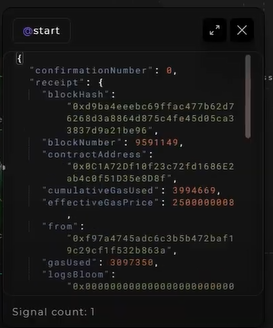 @start
{
"confirmationNumber": 0,
"receipt": {
"blockHash":
"0xd9ba4eeebc69ffac477b62d7
6268d3a8864d875c4fe45d05ca3
3837d9a21be96",
"blockNumber": 9591149,
"contractAddress":
"0x8C1A72Df10f23c72fd1686E2
ab4c0f51D35e8D8f",
"cumulativeGasUsed": 3994669,
"effectiveGasPrice": 2500000008
,
"from":
"0xf97a4745adc6c3b5b472baf1
9c29cf1f532b863a",
"gasUsed": 3097350,
"logsBloom":
"0x0000000000000000000000000
Signal count: 1